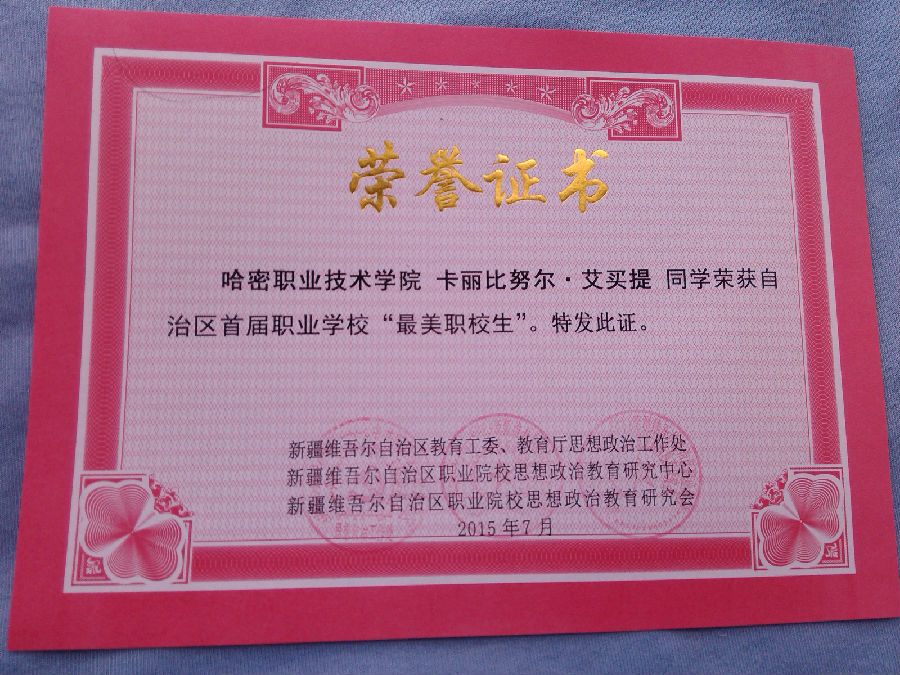 荣誉证书
哈密职业技术学院 卡丽比努尔·艾买提 同学荣获自
治区首届职业学校“最美职校生”。特发此证。
新疆维吾尔自治区教育工委、教育厅思想政治工作处
新疆维吾尔自治区职业院校思想政治教育研究中心
新疆维吾尔自治区职业院校思想政治教育研究会
2015 年 7 月